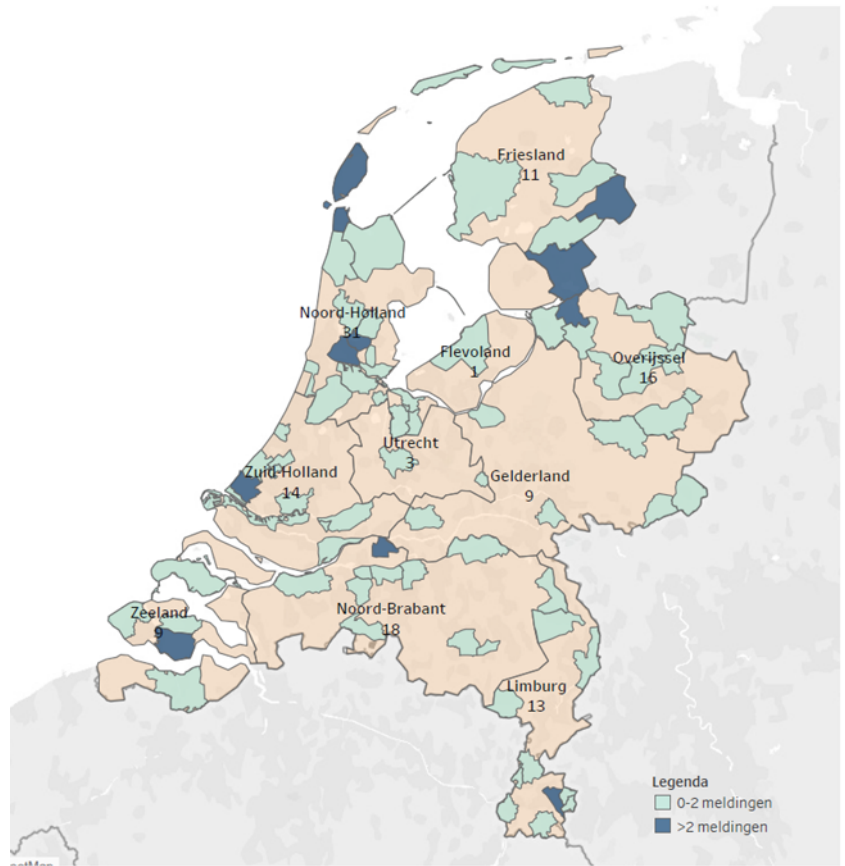 Friesland
11
Noord-Holland
31
Flevoland
1
Overijssel
16
Utrecht
3
Zuid-Holland
14
Gelderland
9
Zeeland
9
Noord-Brabant
18
Limburg
13
Legenda
0-2 meldingen
>2 meldingen